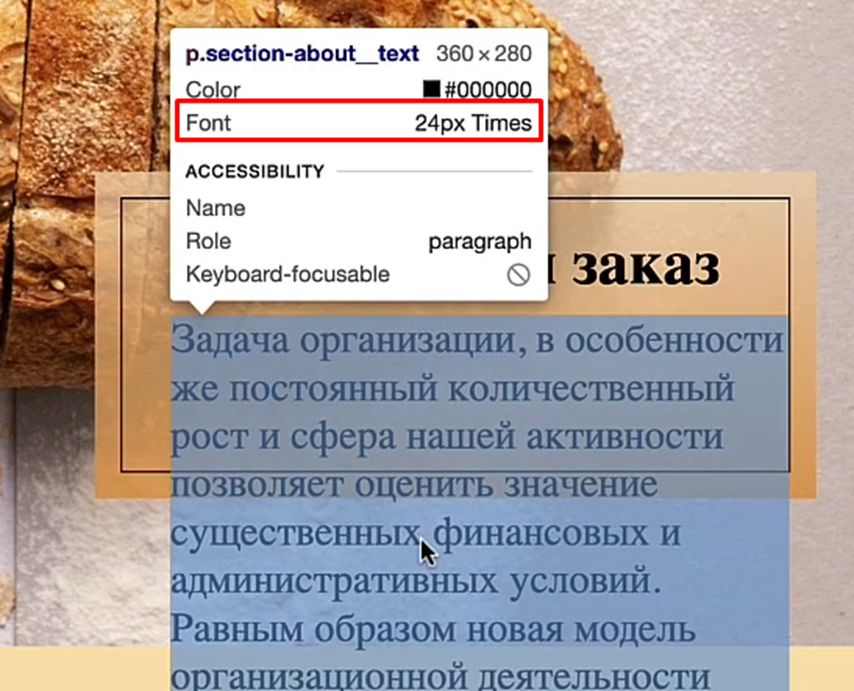 p.section-about__text 360 × 280
Color #000000
Font 24px Times
ACCESSIBILITY
Name
Role paragraph
Keyboard-focusable
заказ
Задача организации, в особенности
же постоянный количественный
рост и сфера нашей активности
позволяет оценить значение
существенных финансовых и
административных условий.
Равным образом новая модель
организационной деятельности